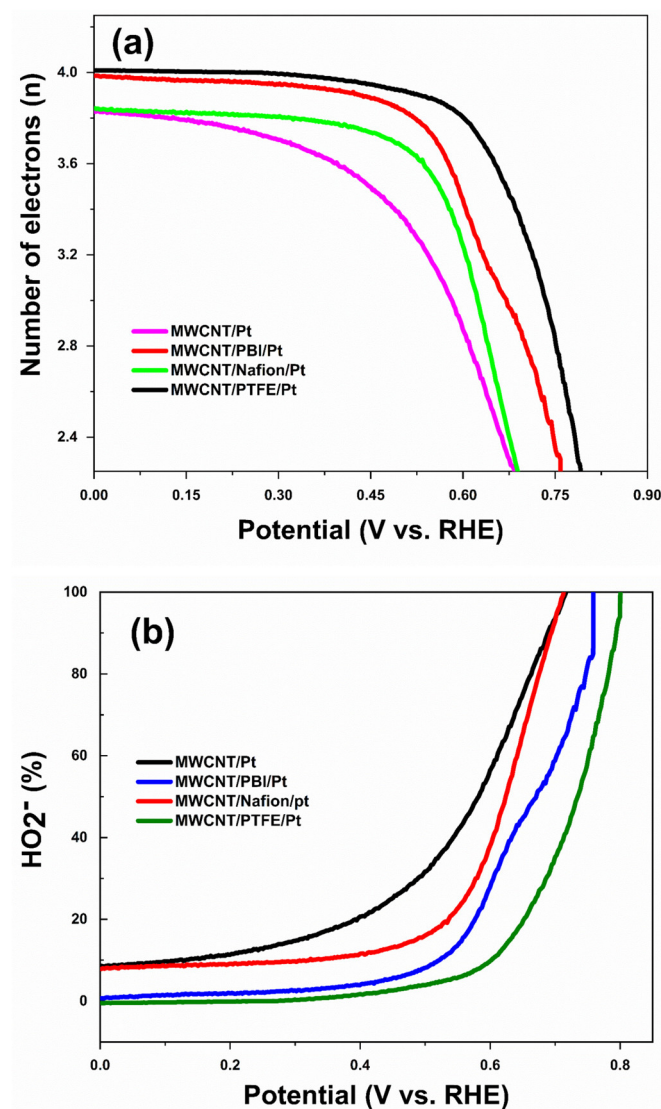 (a)
Number of electrons (n)
4.0
3.6
3.2
2.8
2.4
MWCNT/Pt
MWCNT/PBI/Pt
MWCNT/Nafion/Pt
MWCNT/PTFE/Pt
0.00 0.15 0.30 0.45 0.60 0.75 0.90
Potential (V vs. RHE)
(b)
HO2⁻ (%)
100
80
60
40
20
0
MWCNT/Pt
MWCNT/PBI/Pt
MWCNT/Nafion/pt
MWCNT/PTFE/Pt
0.0 0.2 0.4 0.6 0.8
Potential (V vs. RHE)